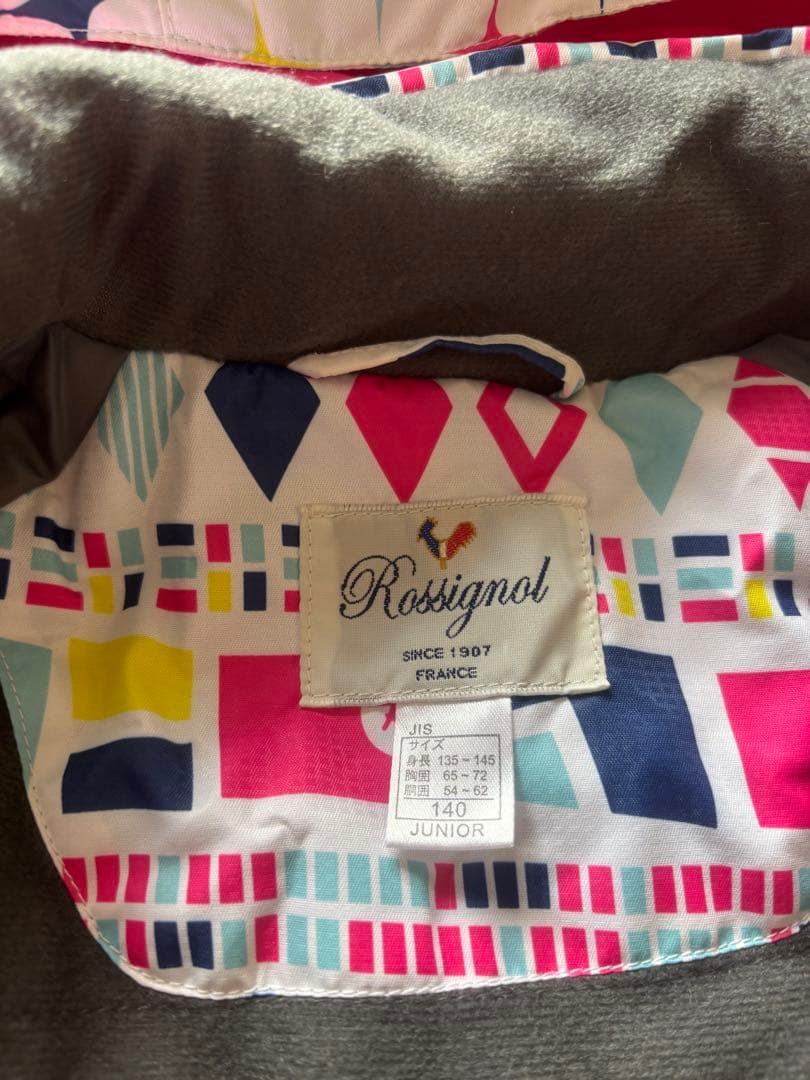 Rossignol
SINCE 1907
FRANCE
JIS
サイズ
身長 135~145
胸囲 65~72
胴囲 54~62
140
JUNIOR